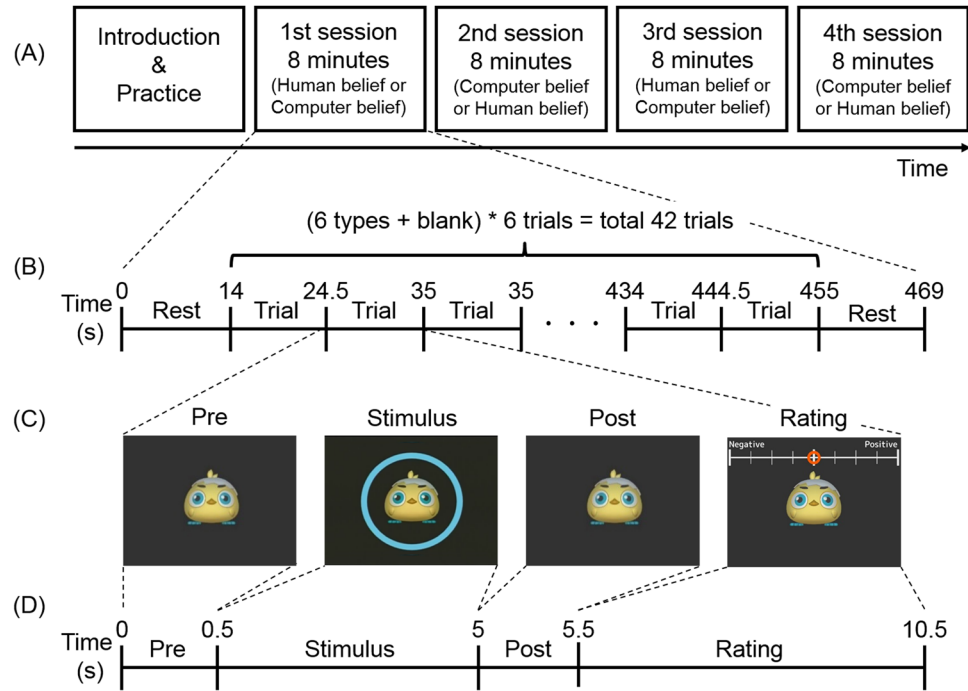 (A)
Introduction
&
Practice
1st session
8 minutes
(Human belief or
Computer belief)
2nd session
8 minutes
(Computer belief
or Human belief)
3rd session
8 minutes
(Human belief or
Computer belief)
4th session
8 minutes
(Computer belief
or Human belief)
Time
(6 types + blank) * 6 trials = total 42 trials
(B)
Time
(s)
0 14 24.5 35 35 434 444.5 455 469
Rest Trial Trial Trial . . . Trial Trial Rest
(C)
Pre Stimulus Post Rating
Negative Positive
(D)
Time
(s)
0 0.5 5 5.5 10.5
Pre Stimulus Post Rating